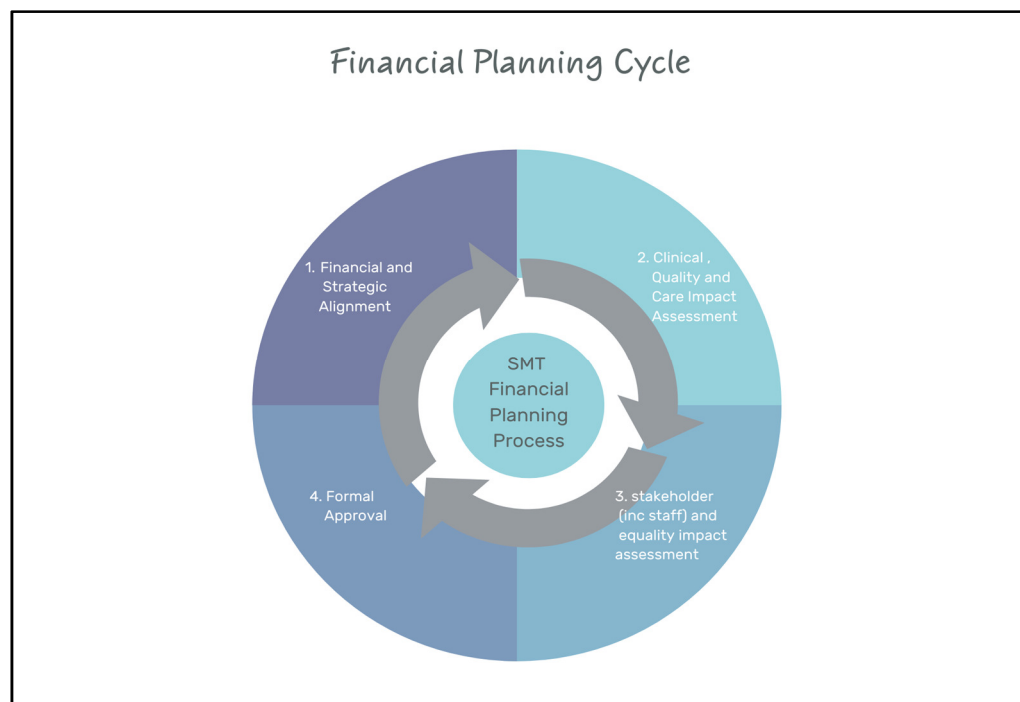 Financial Planning Cycle
1. Financial and
Strategic
Alignment
2. Clinical ,
Quality and
Care Impact
Assessment
SMT
Financial
Planning
Process
3. stakeholder
(inc staff) and
equality impact
assessment
4. Formal
Approval